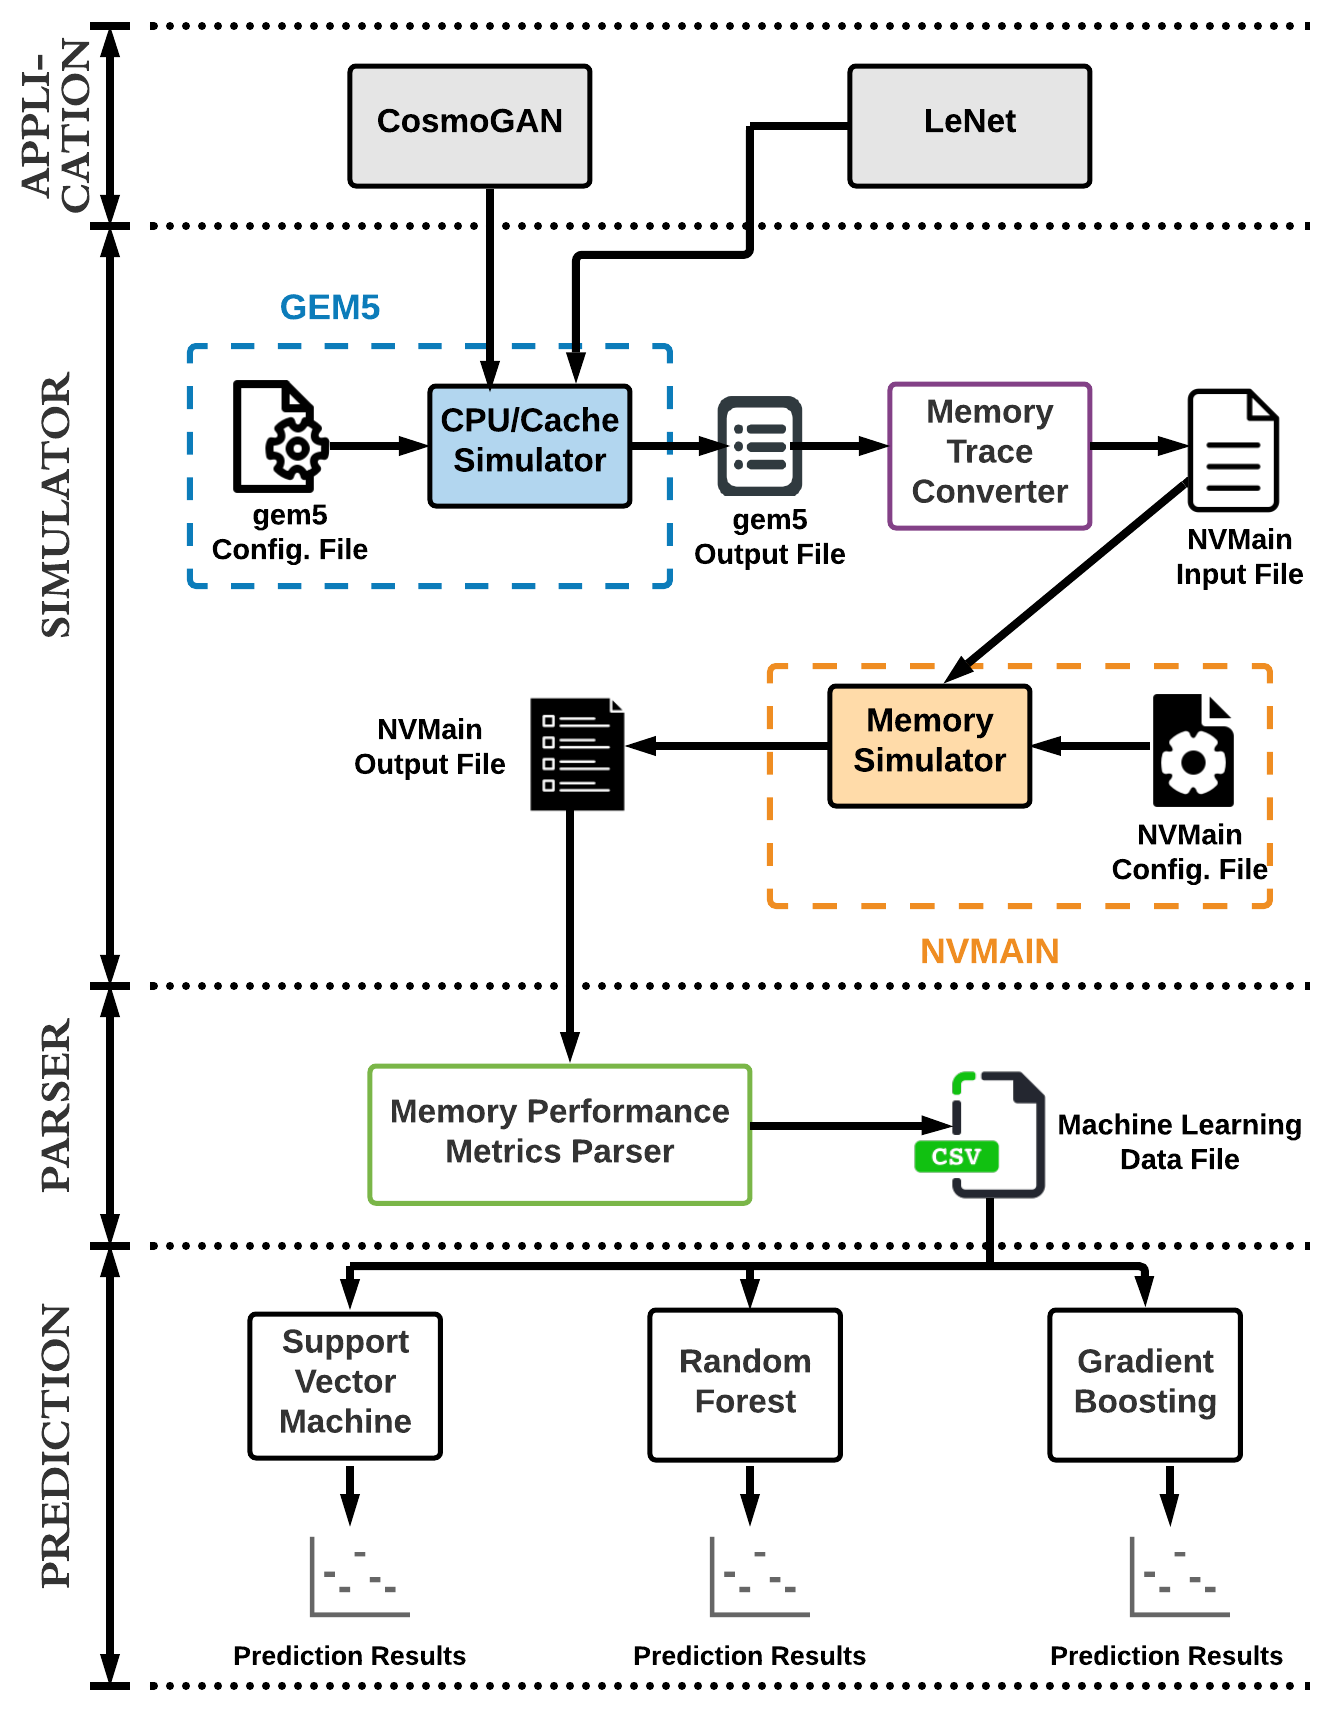 APPLI-
CATION
CosmoGAN
LeNet
SIMULATOR
GEM5
gem5
Config. File
CPU/Cache
Simulator
gem5
Output File
Memory
Trace
Converter
NVMain
Input File
NVMain
Output File
Memory
Simulator
NVMain
Config. File
NVMAIN
PARSER
Memory Performance
Metrics Parser
CSV
Machine Learning
Data File
PREDICTION
Support
Vector
Machine
Random
Forest
Gradient
Boosting
Prediction Results
Prediction Results
Prediction Results